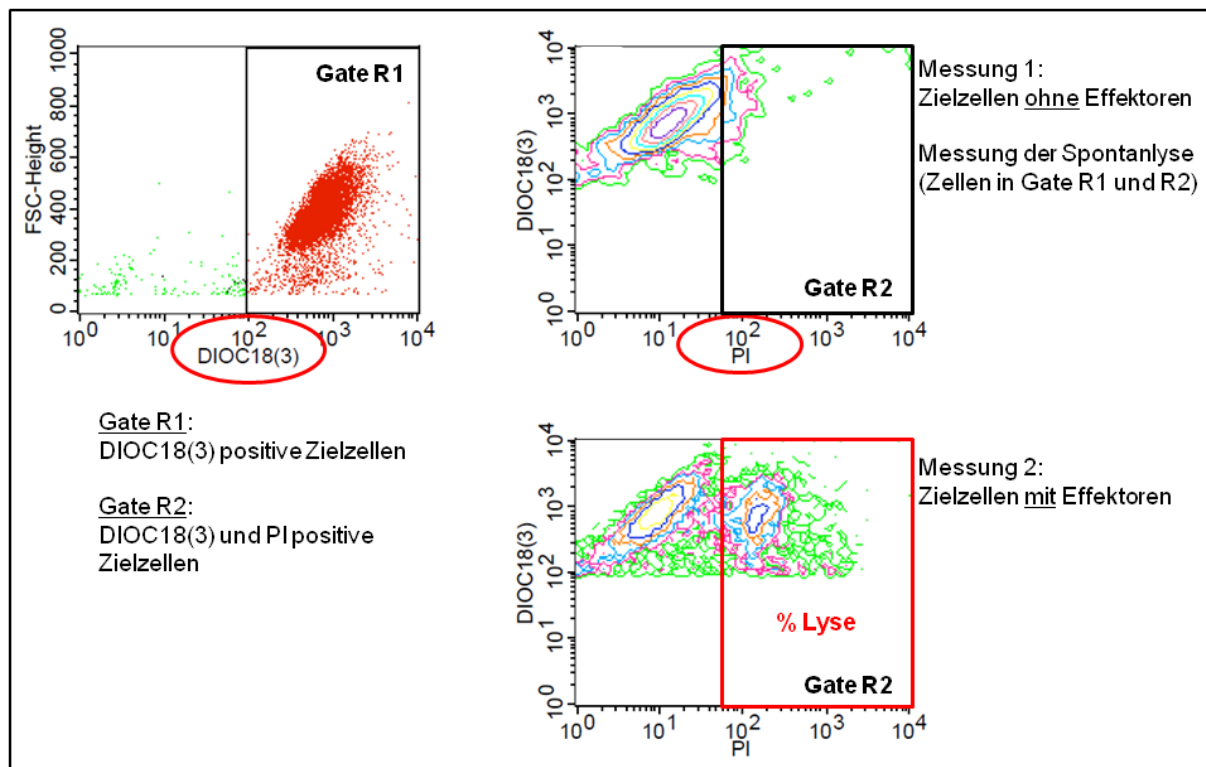 Gate R1
FSC-Height
1000
800
600
400
200
0
10^0
10^1
10^2
10^3
10^4
DIOC18(3)
Gate R1:
DIOC18(3) positive Zielzellen
Gate R2:
DIOC18(3) und PI positive
Zielzellen
DIOC18(3)
10^4
10^3
10^2
10^1
10^0
Gate R2
10^0
10^1
10^2
10^3
10^4
PI
Messung 1:
Zielzellen ohne Effektoren
Messung der Spontanlyse
(Zellen in Gate R1 und R2)
DIOC18(3)
10^4
10^3
10^2
10^1
10^0
% Lyse
Gate R2
10^0
10^1
10^2
10^3
10^4
PI
Messung 2:
Zielzellen mit Effektoren